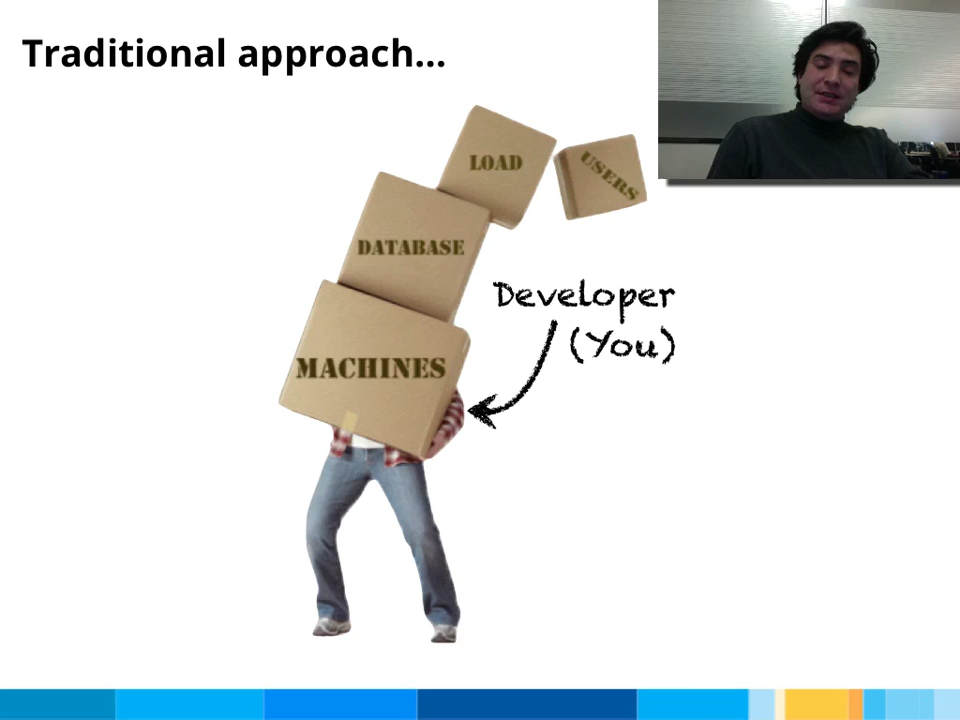 Traditional approach...
LOAD
USERS
DATABASE
Developer
(You)
MACHINES